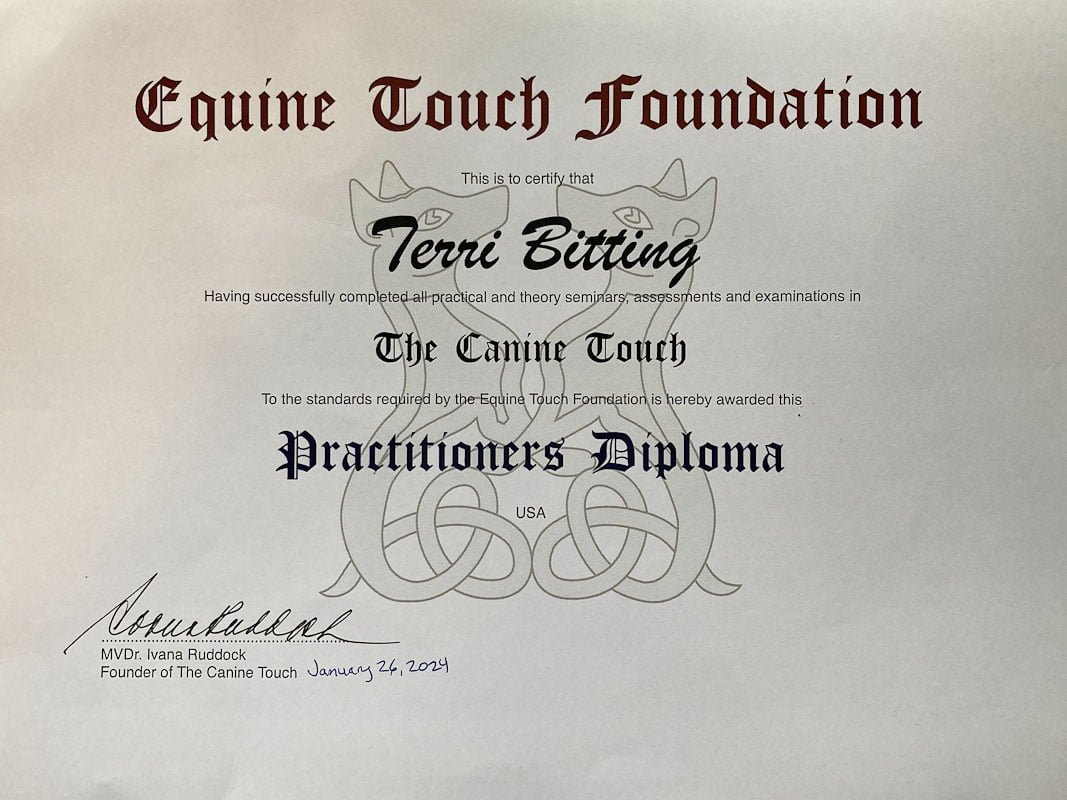 Equine Touch Foundation
This is to certify that
Terri Bitting
Having successfully completed all practical and theory seminars, assessments and examinations in
The Canine Touch
To the standards required by the Equine Touch Foundation is hereby awarded this
Practitioners Diploma
USA
Ivana Ruddock
MVDr. Ivana Ruddock
Founder of The Canine Touch January 26, 2024